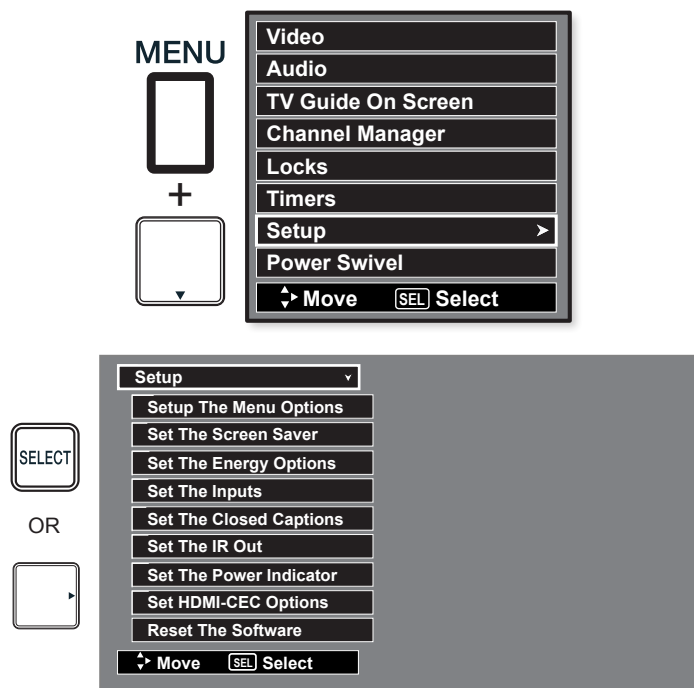 MENU
+
Video
Audio
TV Guide On Screen
Channel Manager
Locks
Timers
Setup
Power Swivel
Move SEL Select
SELECT
OR
Setup
Setup The Menu Options
Set The Screen Saver
Set The Energy Options
Set The Inputs
Set The Closed Captions
Set The IR Out
Set The Power Indicator
Set HDMI-CEC Options
Reset The Software
Move SEL Select